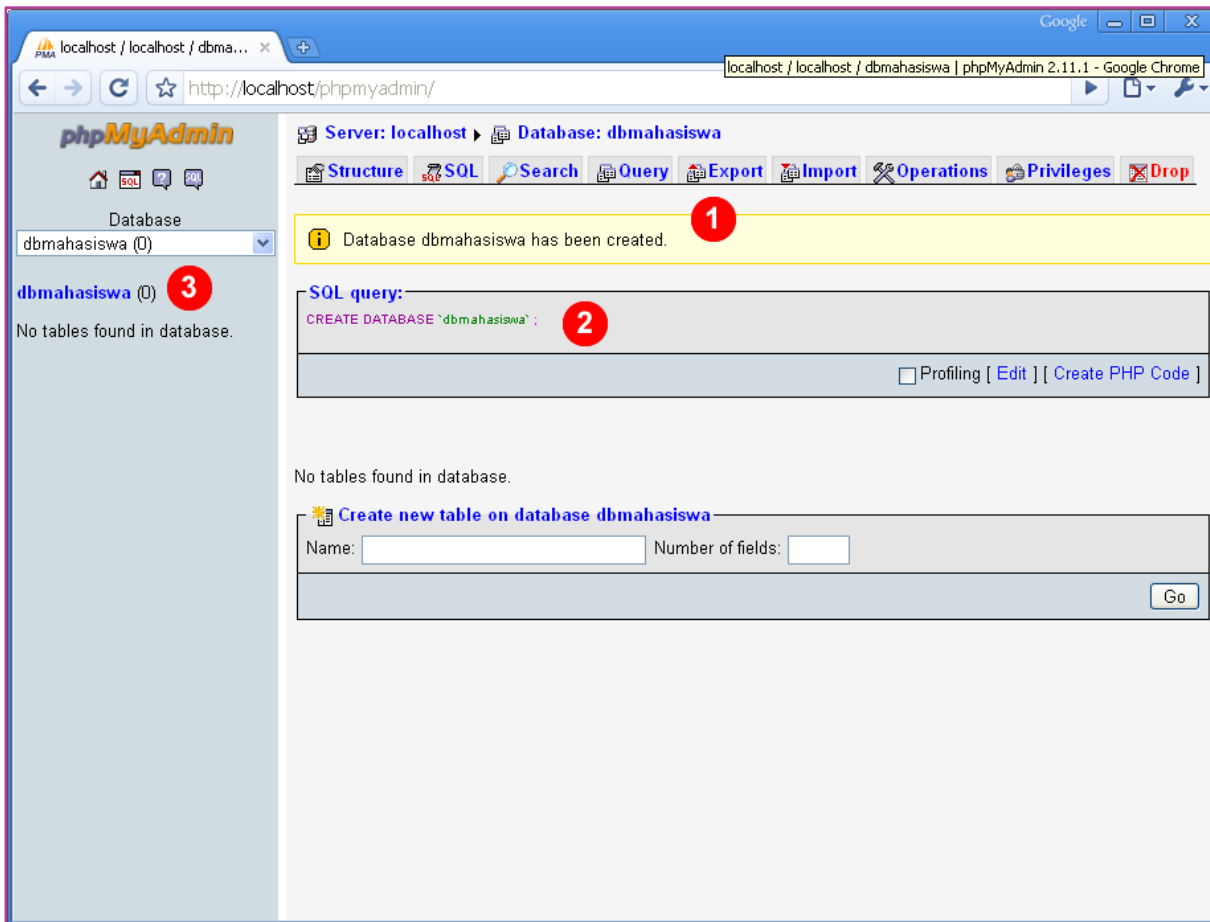 Google
localhost / localhost / dbma...
localhost / localhost / dbmahasiswa | phpMyAdmin 2.11.1 - Google Chrome
http://localhost/phpmyadmin/
phpMyAdmin
Server: localhost Database: dbmahasiswa
Structure SQL Search Query Export Import Operations Privileges Drop
SQL
Database
dbmahasiswa (0)
dbmahasiswa (0) 3
No tables found in database.
1
Database dbmahasiswa has been created.
SQL query:
CREATE DATABASE `dbmahasiswa` ; 2
Profiling [ Edit ] [ Create PHP Code ]
No tables found in database.
Create new table on database dbmahasiswa
Name: Number of fields:
Go